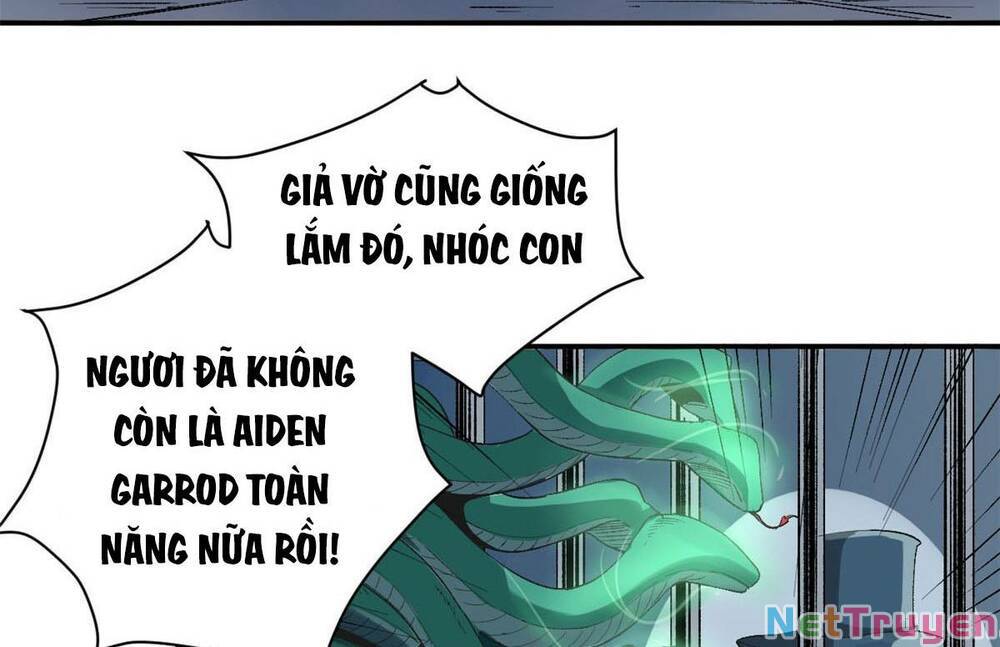 GIẢ VỜ CŨNG GIỐNG
LẮM ĐÓ, NHÓC CON
NGƯƠI ĐÃ KHÔNG
CÒN LÀ AIDEN
GARROD TOÀN
NĂNG NỮA RỒI!
NetTruyen